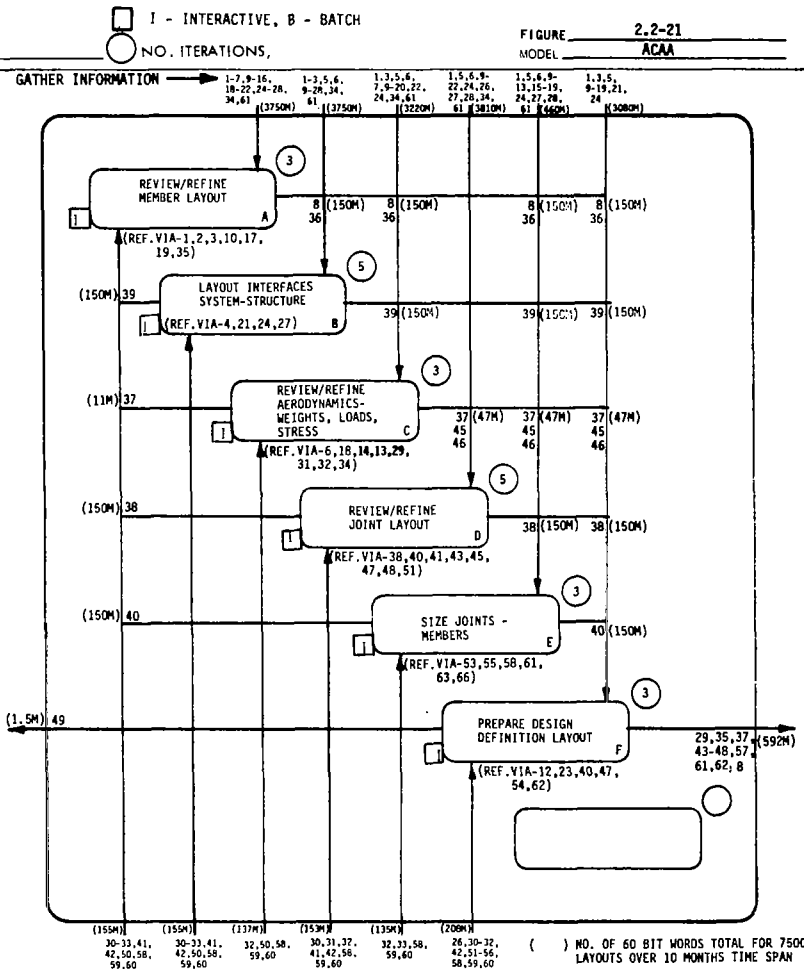 I - INTERACTIVE, B - BATCH
NO. ITERATIONS,
FIGURE 2.2-21
MODEL ACAA
GATHER INFORMATION
1-7,9-16,
18-22,24-28,
34,61
(3750M)
1-3,5,6,
9-28,34,
61
(3750M)
1,3,5,6,
7,9-20,22,
24,34,61
(3220M)
1,5,6,9-
22,24,26,
27,28,34,
61 (3810M)
1,5,6,9-
13,15-19,
24,27,28,
61 (460M)
1,3,5,
9-19,21,
24
(3080M)
3
REVIEW/REFINE
MEMBER LAYOUT
A
I
(REF.VIA-1,2,3,10,17,
19,35)
8 (150M)
36
8 (150M)
36
8 (150M)
36
8 (150M)
36
5
(150M) 39
LAYOUT INTERFACES
SYSTEM-STRUCTURE
(REF.VIA-4,21,24,27)
B
I
39 (150M)
39 (150M)
39 (150M)
3
(11M) 37
REVIEW/REFINE
AERODYNAMICS-
WEIGHTS, LOADS,
STRESS
C
I
(REF.VIA-6,18,14,13,29,
31,32,34)
37 (47M)
45
46
37 (47M)
45
46
37 (47M)
45
46
5
(150M) 38
REVIEW/REFINE
JOINT LAYOUT
D
I
(REF.VIA-38,40,41,43,45,
47,48,51)
38 (150M)
38 (150M)
3
(150M) 40
SIZE JOINTS -
MEMBERS
E
I
(REF.VIA-53,55,58,61,
63,66)
40 (150M)
3
(1.5M) 49
PREPARE DESIGN
DEFINITION LAYOUT
F
I
(REF.VIA-12,23,40,47,
54,62)
29,35,37,
43-48,57,
61,62,8
(592M)
(155M)
30-33,41,
42,50,58,
59,60
(155M)
30-33,41,
42,50,58,
59,60
(137M)
32,50,58,
59,60
(153M)
30,31,32,
41,42,58,
59,60
(135M)
32,33,58,
59,60
(208M)
26,30-32,
42,51-56,
58,59,60
( ) NO. OF 60 BIT WORDS TOTAL FOR 7500
LAYOUTS OVER 10 MONTHS TIME SPAN